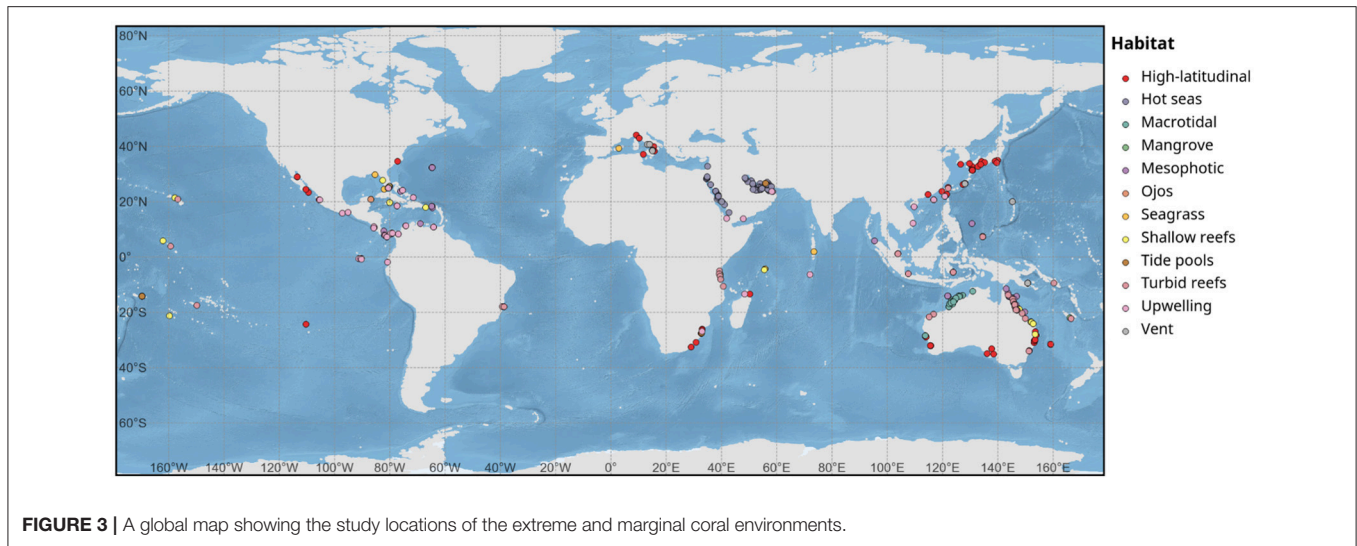 80°N
60°N
40°N
20°N
0°
20°S
40°S
60°S
160°W 140°W 120°W 100°W 80°W 60°W 40°W 20°W 0° 20°E 40°E 60°E 80°E 100°E 120°E 140°E 160°E
Habitat
High-latitudinal
Hot seas
Macrotidal
Mangrove
Mesophotic
Ojos
Seagrass
Shallow reefs
Tide pools
Turbid reefs
Upwelling
Vent
FIGURE 3 | A global map showing the study locations of the extreme and marginal coral environments.